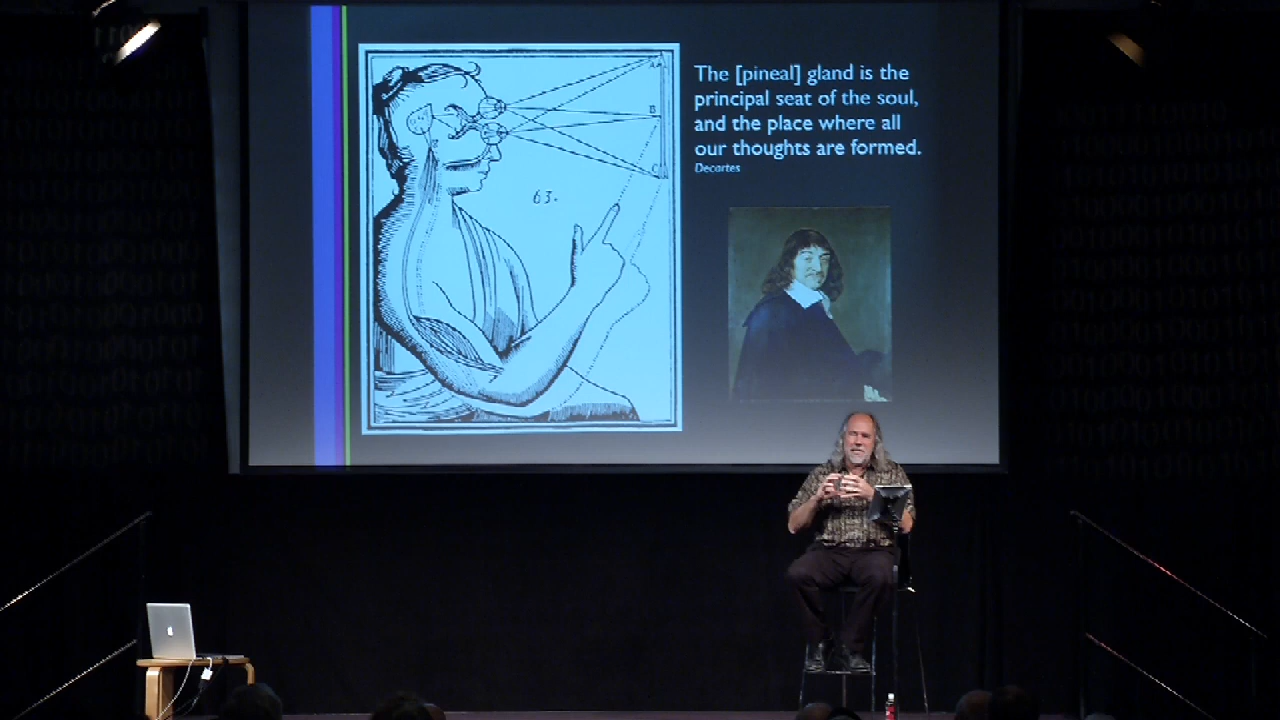 The [pineal] gland is the
principal seat of the soul,
and the place where all
our thoughts are formed.
Decartes
B
C
63.